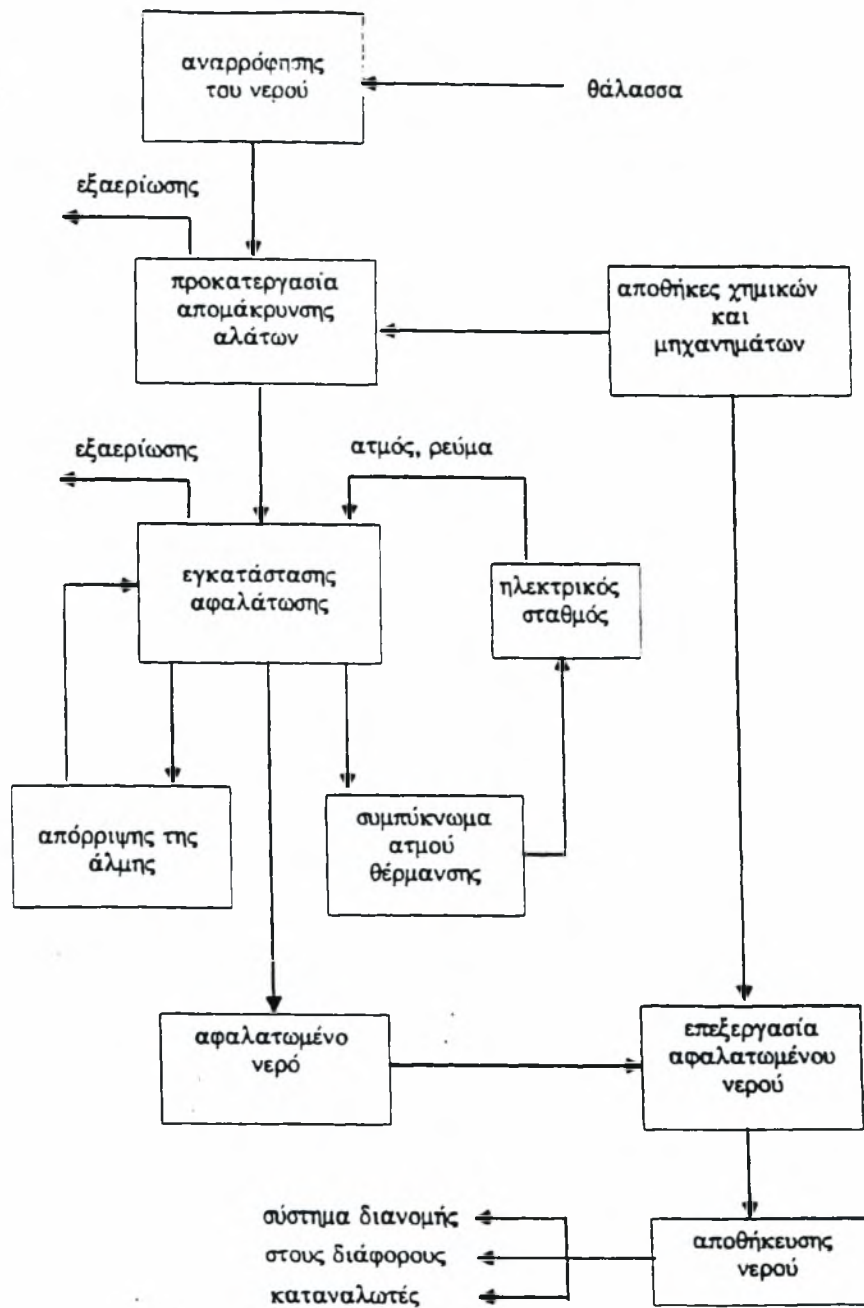 αναρρόφησης
του νερού
θάλασσα
εξαερίωσης
προκατεργασία
απομάκρυνσης
αλάτων
αποθήκες χημικών
και
μηχανημάτων
εξαερίωσης
ατμός, ρεύμα
εγκατάστασης
αφαλάτωσης
ηλεκτρικός
σταθμός
απόρριψης της
άλμης
συμπύκνωμα
ατμού
θέρμανσης
αφαλατωμένο
νερό
επεξεργασία
αφαλατωμένου
νερού
σύστημα διανομής
στους διάφορους
καταναλωτές
αποθήκευσης
νερού